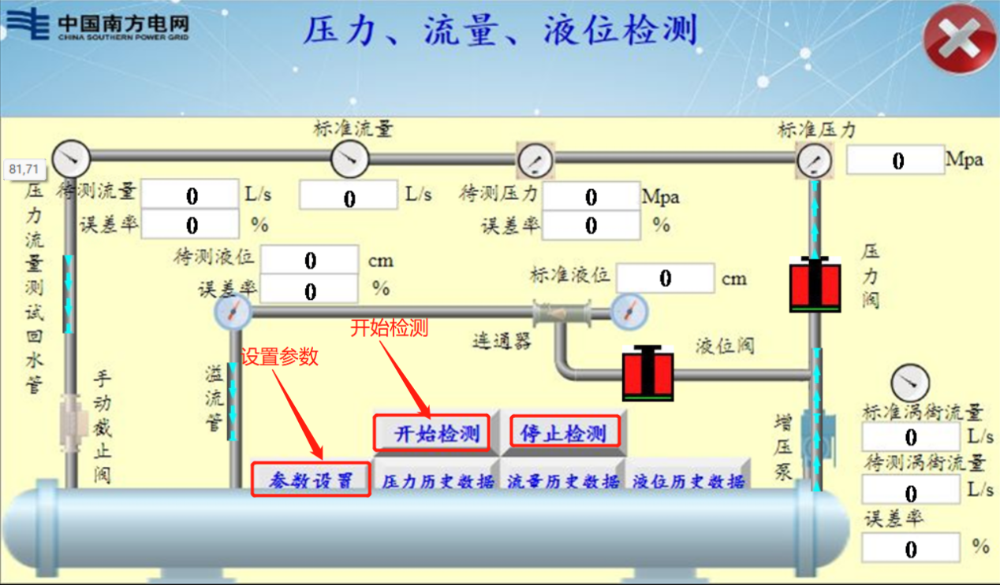 中国南方电网
CHINA SOUTHERN POWER GRID
压力、流量、液位检测
标准流量
标准压力
0 Mpa
81,71
待测流量 0 L/s
0 L/s
待测压力 0 Mpa
误差率 0 %
误差率 0 %
压力流量测试回水管
待测液位 0 cm
误差率 0 %
标准液位 0 cm
压力阀
开始检测
连通器
液位阀
设置参数
溢流管
手动截止阀
增压泵
标准涡街流量
0 L/s
待测涡街流量
0 L/s
误差率
0 %
开始检测
停止检测
参数设置
压力历史数据
流量历史数据
液位历史数据